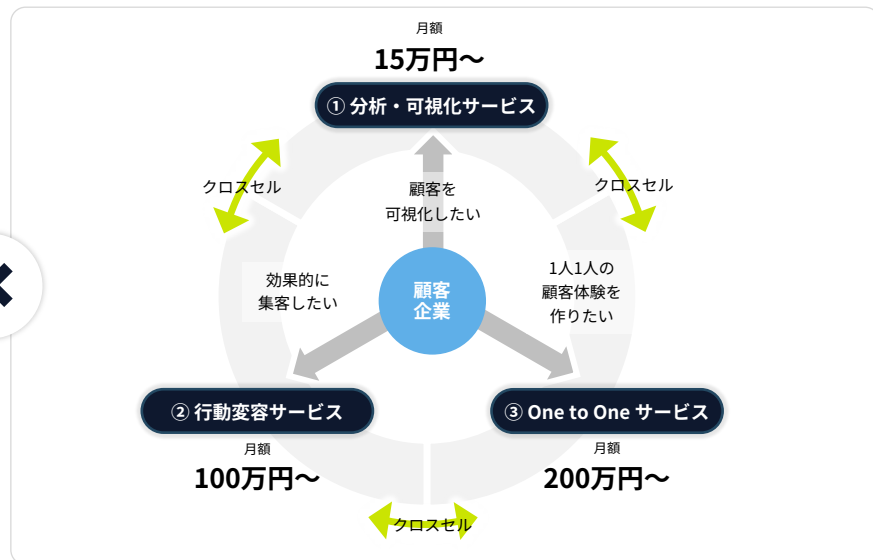 月額
15万円～
① 分析・可視化サービス
クロスセル
クロスセル
顧客を
可視化したい
効果的に
集客したい
顧客
企業
1人1人の
顧客体験を
作りたい
② 行動変容サービス
月額
100万円～
③ One to One サービス
月額
200万円～
クロスセル